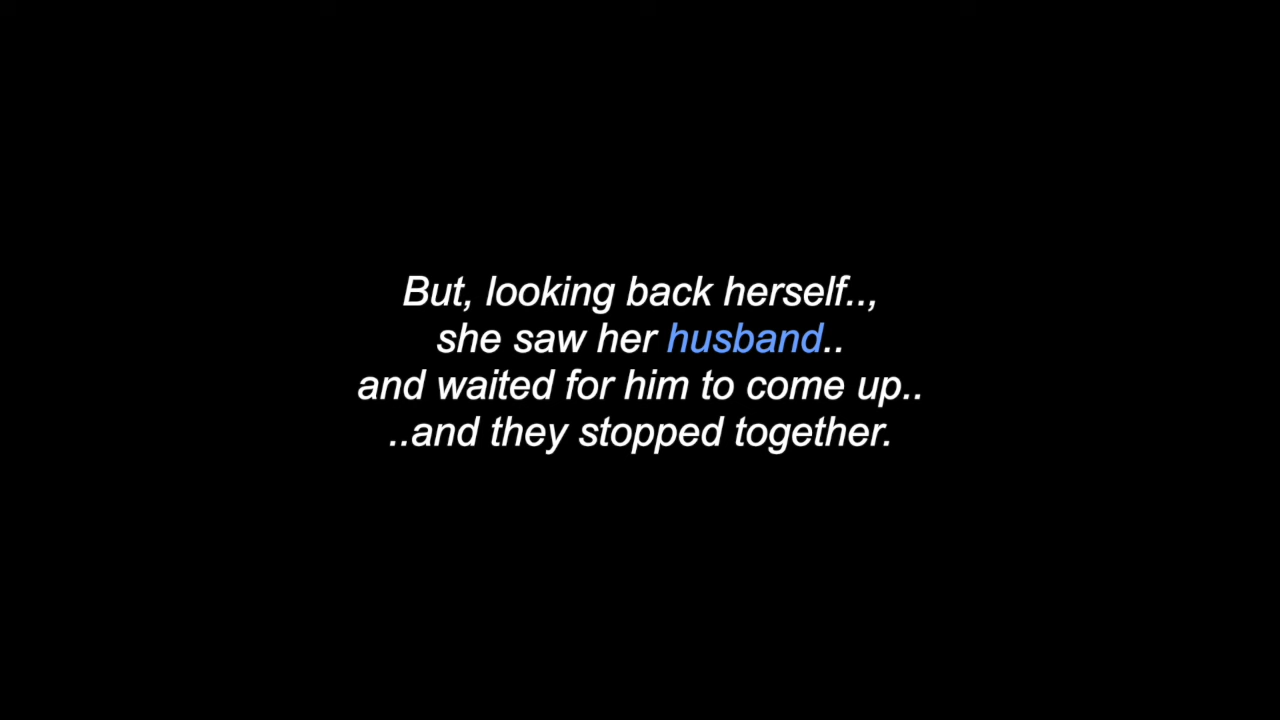 But, looking back herself..,
she saw her husband..
and waited for him to come up..
..and they stopped together.